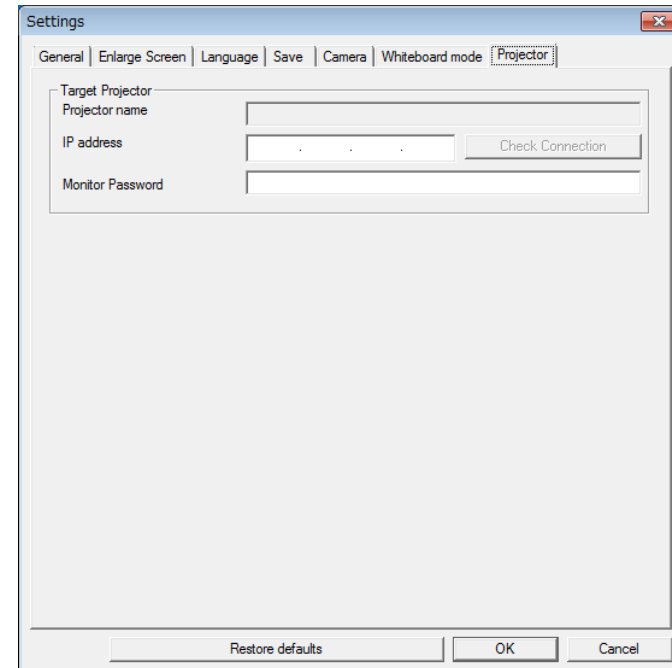 Settings
General Enlarge Screen Language Save Camera Whiteboard mode Projector
Target Projector
Projector name
IP address . . . Check Connection
Monitor Password
Restore defaults OK Cancel